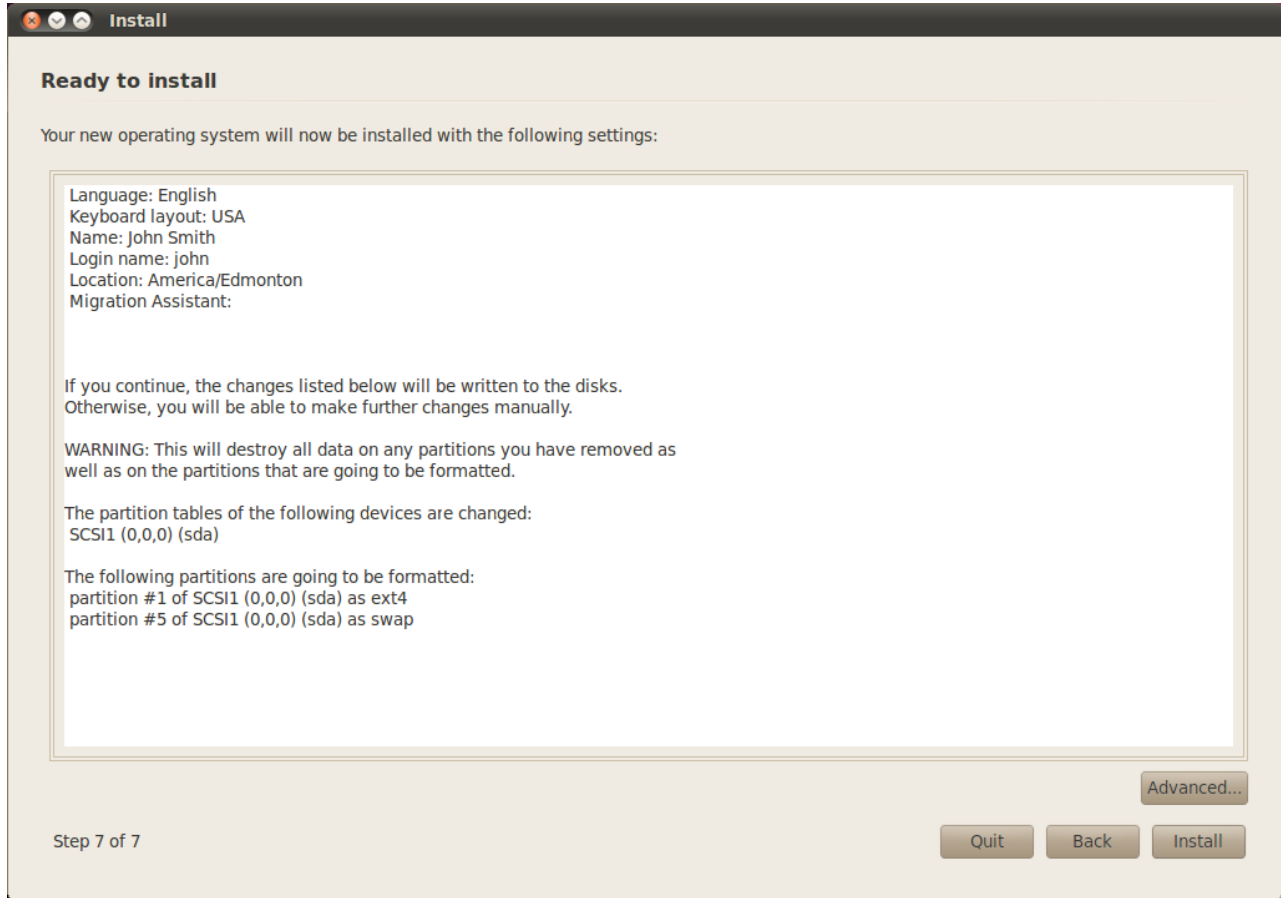 Install
Ready to install
Your new operating system will now be installed with the following settings:
Language: English
Keyboard layout: USA
Name: John Smith
Login name: john
Location: America/Edmonton
Migration Assistant:
If you continue, the changes listed below will be written to the disks.
Otherwise, you will be able to make further changes manually.
WARNING: This will destroy all data on any partitions you have removed as
well as on the partitions that are going to be formatted.
The partition tables of the following devices are changed:
SCSI1 (0,0,0) (sda)
The following partitions are going to be formatted:
partition #1 of SCSI1 (0,0,0) (sda) as ext4
partition #5 of SCSI1 (0,0,0) (sda) as swap
Advanced...
Step 7 of 7
Quit
Back
Install